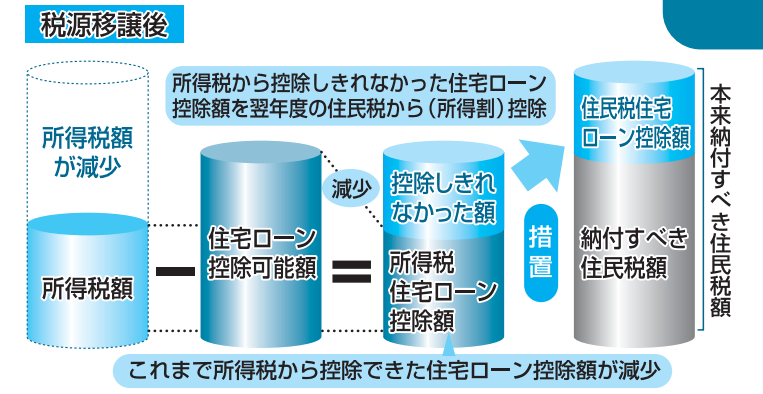 税源移譲後
所得税から控除しきれなかった住宅ローン
控除額を翌年度の住民税から（所得割）控除
所得税額
が減少
所得税額
住宅ローン
控除可能額
減少
控除しきれ
なかった額
所得税
住宅ローン
控除額
措置
住民税住宅
ローン控除額
納付すべき
住民税額
本来納付すべき住民税額
これまで所得税から控除できた住宅ローン控除額が減少